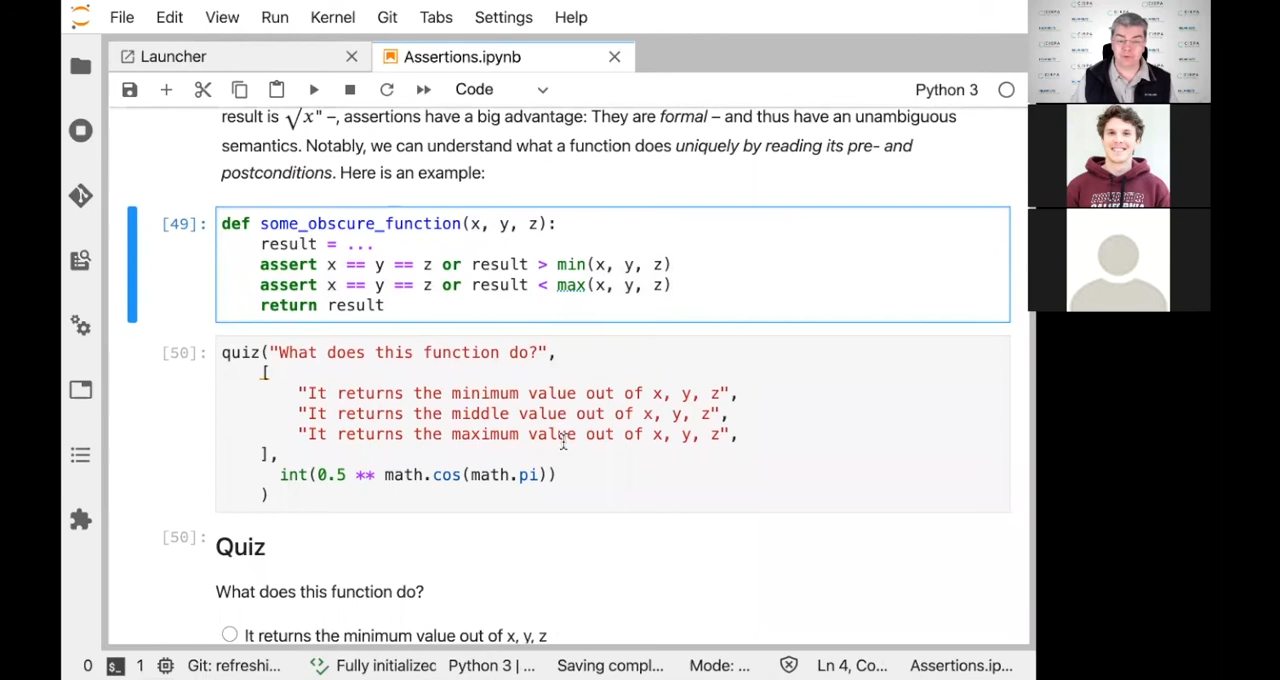 File Edit View Run Kernel Git Tabs Settings Help
Launcher
Assertions.ipynb
Code
Python 3
result is √x" –, assertions have a big advantage: They are formal – and thus have an unambiguous
semantics. Notably, we can understand what a function does uniquely by reading its pre- and
postconditions. Here is an example:
[49]:
def some_obscure_function(x, y, z):
    result = ...
    assert x == y == z or result > min(x, y, z)
    assert x == y == z or result < max(x, y, z)
    return result
[50]:
quiz("What does this function do?",
    [
        "It returns the minimum value out of x, y, z",
        "It returns the middle value out of x, y, z",
        "It returns the maximum value out of x, y, z",
    ],
      int(0.5 ** math.cos(math.pi))
    )
[50]:
Quiz
What does this function do?
It returns the minimum value out of x, y, z
0 $_ 1 Git: refreshi... Fully initializec Python 3 | ... Saving compl... Mode: ... Ln 4, Co... Assertions.ip...
CISPA
CALIFORNIA